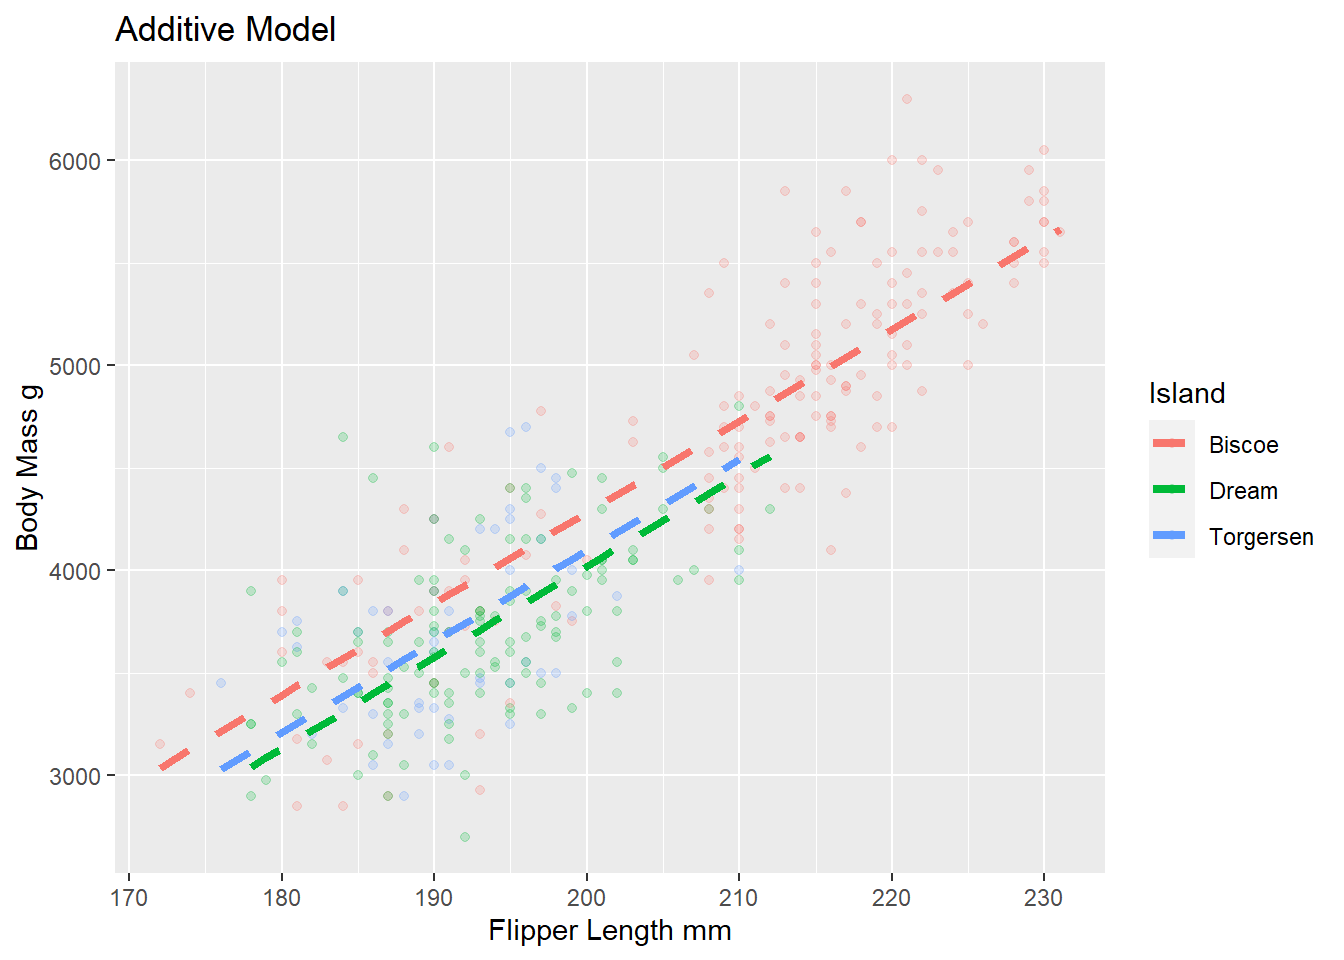 Additive Model
6000
5000
4000
3000
Body Mass g
170 180 190 200 210 220 230
Flipper Length mm
Island
Biscoe
Dream
Torgersen